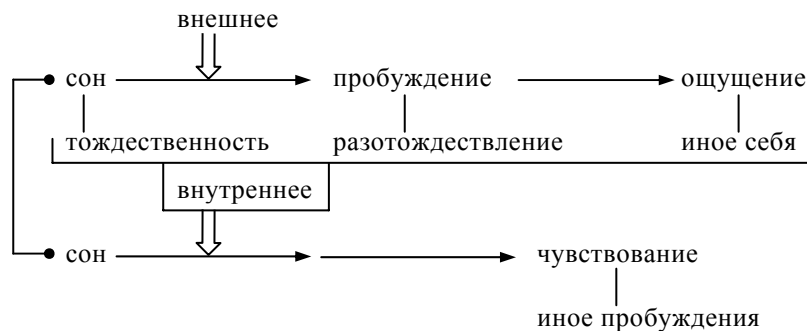 внешнее
сон пробуждение ощущение
тождественность разотождествление иное себя
внутреннее
сон чувствование
иное пробуждения